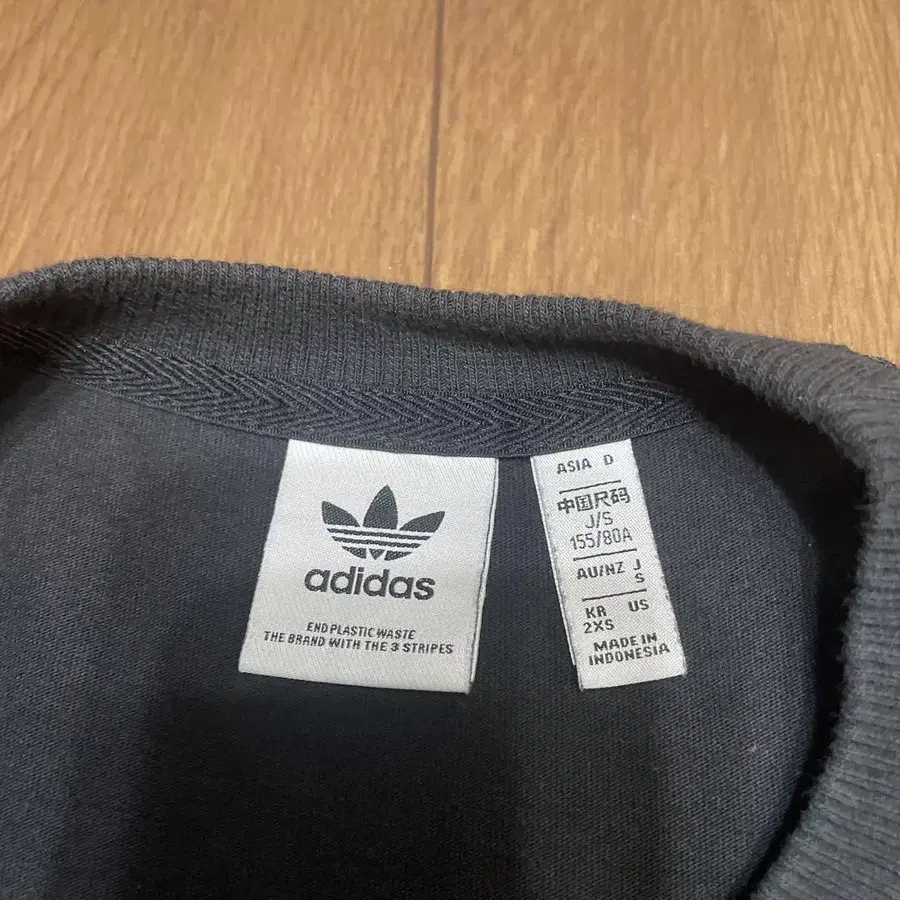 adidas
END PLASTIC WASTE
THE BRAND WITH THE 3 STRIPES
ASIA D
中国尺码
J/S
155/80A
AU/NZ J
S
KR US
2XS
MADE IN
INDONESIA